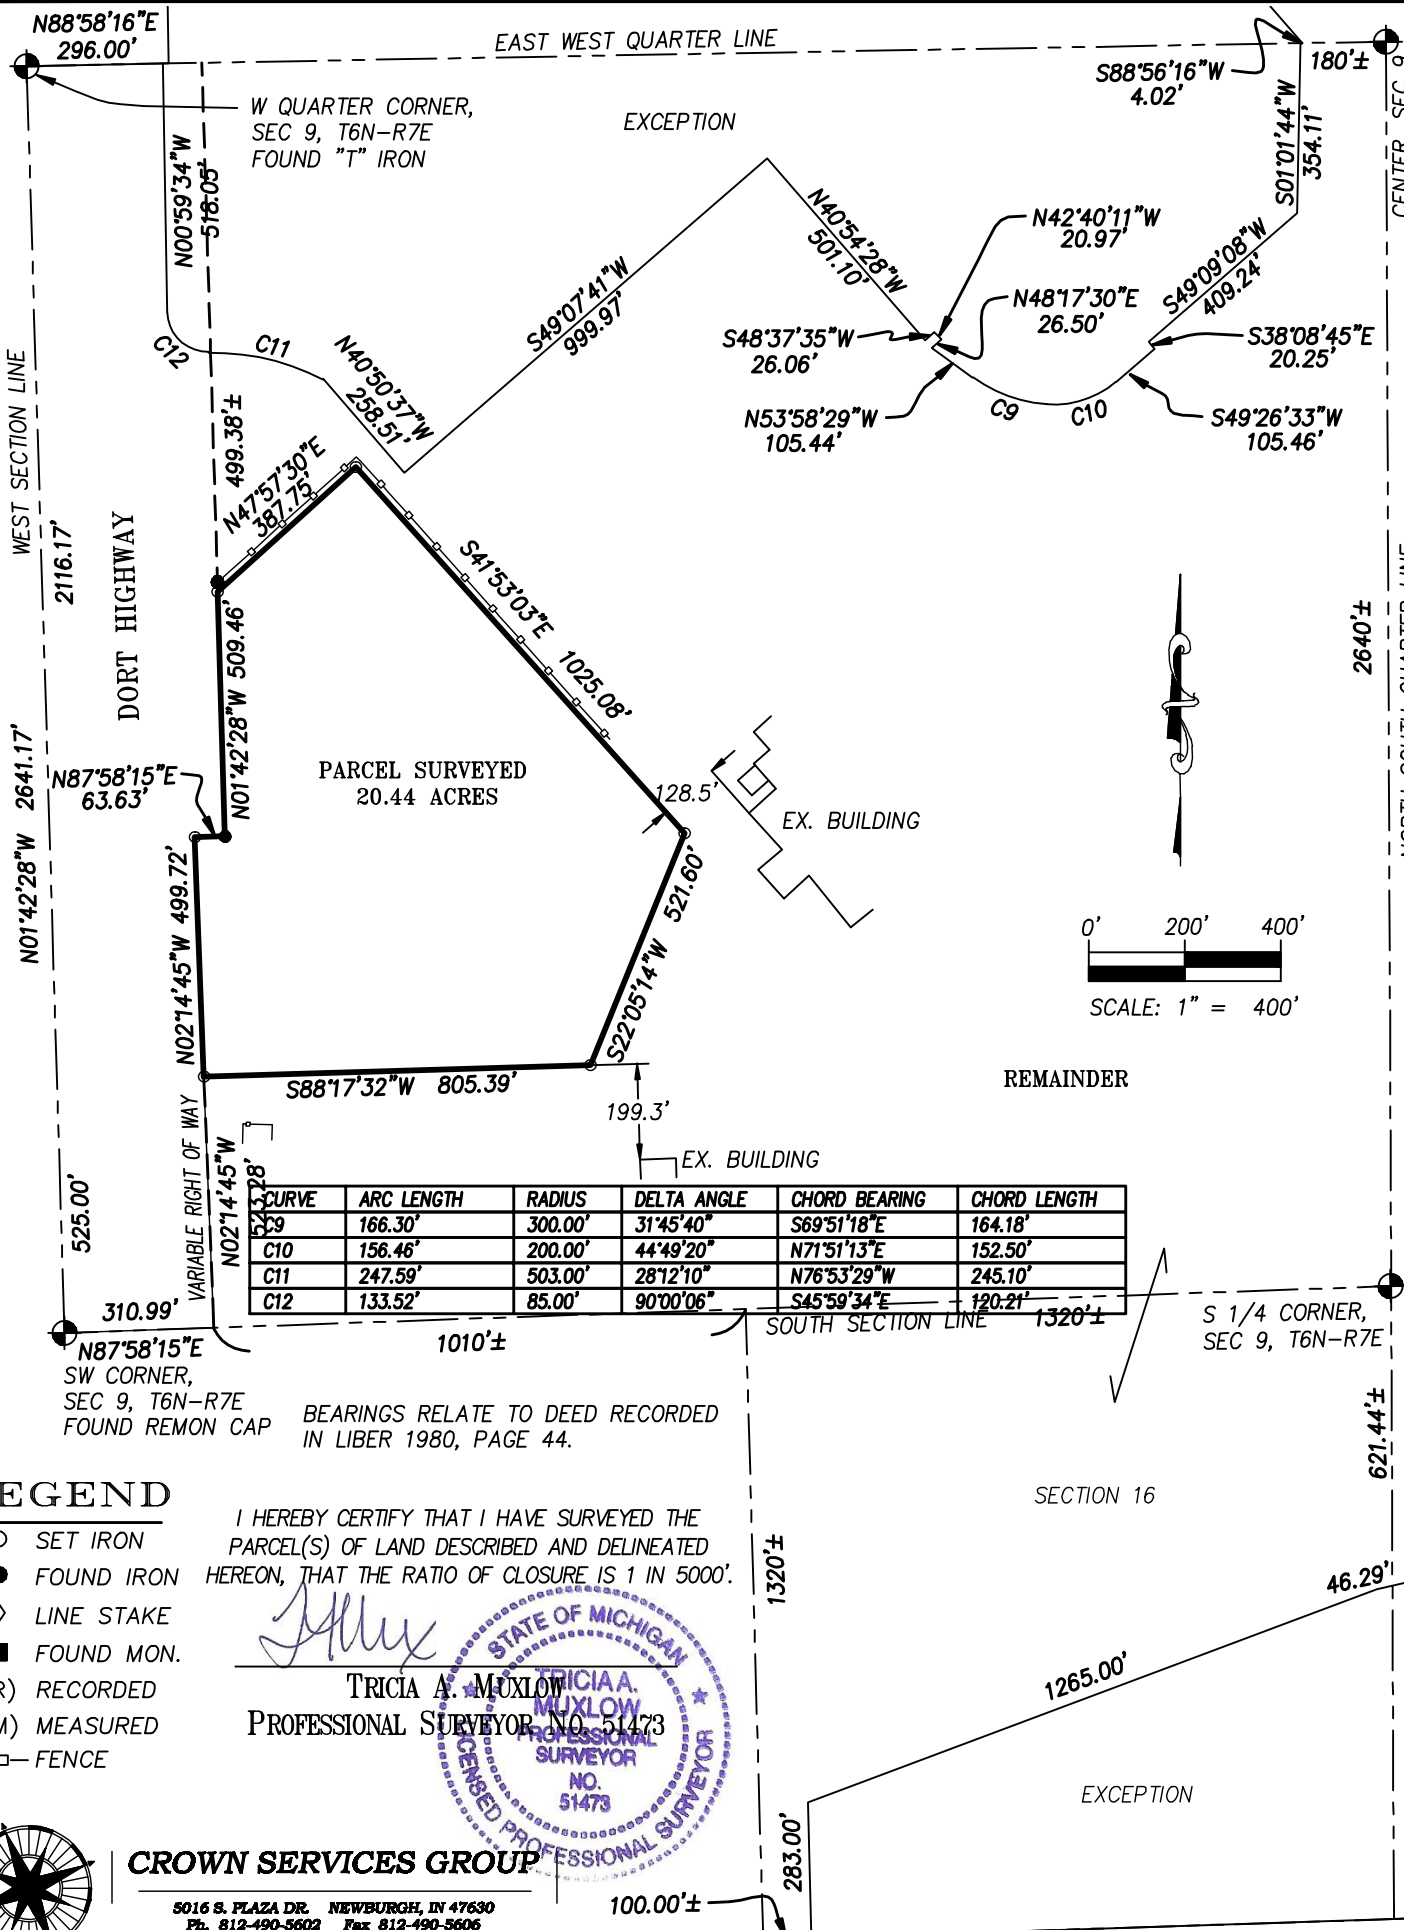 N88°58'16"E
296.00'
EAST WEST QUARTER LINE
S88°56'16"W
4.02'
180'±
W QUARTER CORNER,
SEC 9, T6N-R7E
FOUND "T" IRON
EXCEPTION
N00°59'34"W
518.05'
S01°01'44"W
354.11'
CENTER SEC 9
N40°54'28"W
501.10'
N42°40'11"W
20.97'
S49°09'08"W
409.24'
S49°07'41"W
999.97'
N48°17'30"E
26.50'
S48°37'35"W
26.06'
S38°08'45"E
20.25'
N53°58'29"W
105.44'
C9
C10
S49°26'33"W
105.46'
C12
C11
N40°50'37"W
258.51'
WEST SECTION LINE
499.38'±
N47°57'30"E
387.75'
2116.17'
DORT HIGHWAY
S41°53'03"E
1025.08'
N01°42'28"W 509.46'
2640'±
NORTH SOUTH QUARTER LINE
N01°42'28"W 2641.17'
N87°58'15"E
63.63'
PARCEL SURVEYED
20.44 ACRES
128.5'
EX. BUILDING
N02°14'45"W 499.72'
S22°05'14"W 521.60'
0' 200' 400'
SCALE: 1" = 400'
S88°17'32"W 805.39'
REMAINDER
199.3'
EX. BUILDING
525.00'
VARIABLE RIGHT OF WAY
N02°14'45"W
523.28'
CURVE ARC LENGTH RADIUS DELTA ANGLE CHORD BEARING CHORD LENGTH
C9 166.30' 300.00' 31°45'40" S69°51'18"E 164.18'
C10 156.46' 200.00' 44°49'20" N71°51'13"E 152.50'
C11 247.59' 503.00' 28°12'10" N76°53'29"W 245.10'
C12 133.52' 85.00' 90°00'06" S45°59'34"E 120.21'
310.99'
N87°58'15"E
1010'±
SOUTH SECTION LINE
1320'±
S 1/4 CORNER,
SEC 9, T6N-R7E
SW CORNER,
SEC 9, T6N-R7E
FOUND REMON CAP
BEARINGS RELATE TO DEED RECORDED
IN LIBER 1980, PAGE 44.
621.44'±
SECTION 16
EGEND
SET IRON
FOUND IRON
LINE STAKE
FOUND MON.
R) RECORDED
M) MEASURED
FENCE
I HEREBY CERTIFY THAT I HAVE SURVEYED THE
PARCEL(S) OF LAND DESCRIBED AND DELINEATED
HEREON, THAT THE RATIO OF CLOSURE IS 1 IN 5000'.
TRICIA A. MUXLOW
PROFESSIONAL SURVEYOR NO. 51473
STATE OF MICHIGAN
TRICIA A.
MUXLOW
PROFESSIONAL
SURVEYOR
NO.
51473
LICENSED PROFESSIONAL SURVEYOR
1320'±
46.29'
1265.00'
EXCEPTION
283.00'
100.00'±
CROWN SERVICES GROUP
5016 S. PLAZA DR. NEWBURGH, IN 47630
Ph. 812-490-5602 Fax 812-490-5606